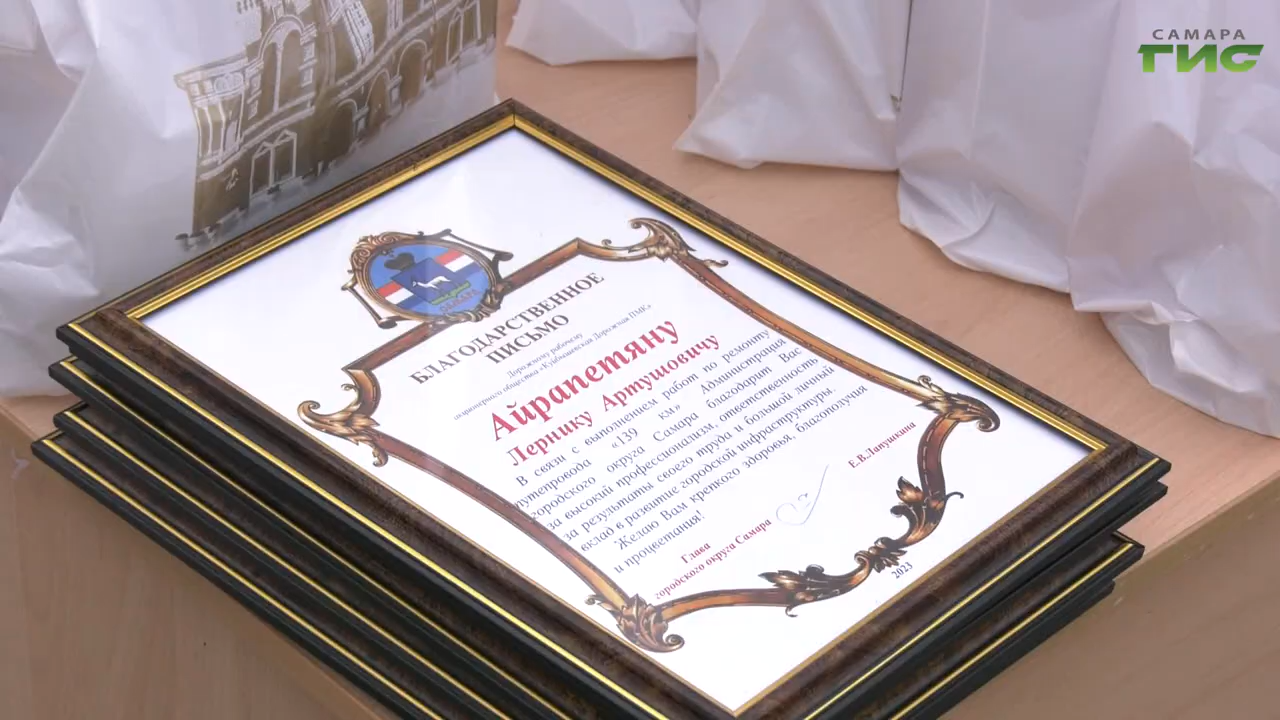 САМАРА
ГИС
САМАРА
БЛАГОДАРСТВЕННОЕ
ПИСЬМО
Дорожному рабочему
акционерного общества «Куйбышевская Дорожная ПМК»
Айрапетяну
Лернику Артушовичу
В связи с выполнением работ по ремонту
путепровода «139 км» Администрация
городского округа Самара благодарит Вас
за высокий профессионализм, ответственность
за результаты своего труда и большой личный
вклад в развитие городской инфраструктуры.
Желаю Вам крепкого здоровья, благополучия
и процветания!
Глава
городского округа Самара
Е.В.Лапушкина
2023